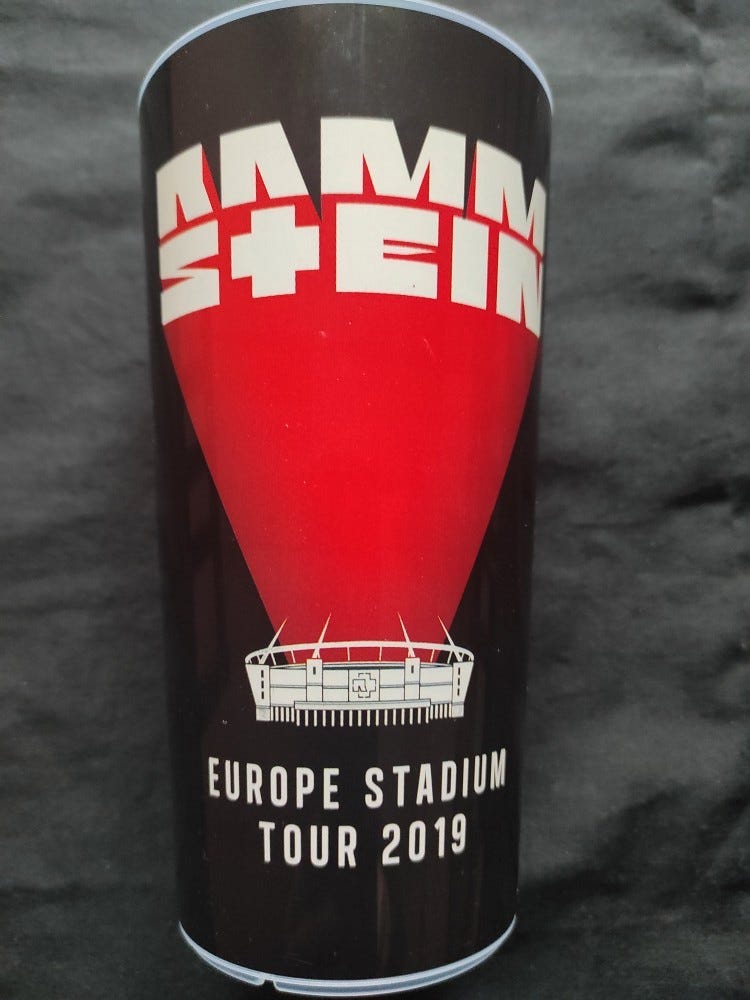 RAMM
STEIN
EUROPE STADIUM
TOUR 2019